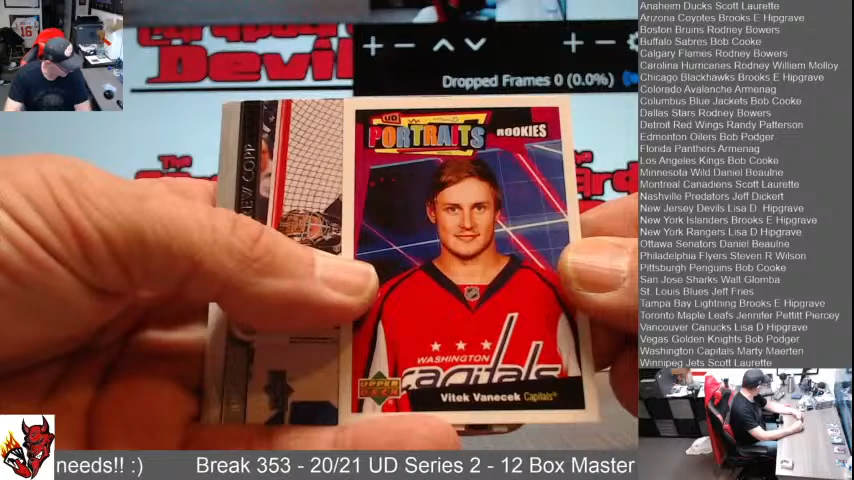 Dropped Frames 0 (0.0%)
Devil
The
UD
PORTRAITS ROOKIES
REW COPP
WASHINGTON
capitals
UPPER DECK
Vitek Vanecek Capitals
16
Anaheim Ducks Scott Laurette
Arizona Coyotes Brooks E Hipgrave
Boston Bruins Rodney Bowers
Buffalo Sabres Bob Cooke
Calgary Flames Rodney Bowers
Carolina Hurricanes Rodney William Molloy
Chicago Blackhawks Brooks E Hipgrave
Colorado Avalanche Armenag
Columbus Blue Jackets Bob Cooke
Dallas Stars Rodney Bowers
Detroit Red Wings Randy Patterson
Edmonton Oilers Bob Podger
Florida Panthers Armenag
Los Angeles Kings Bob Cooke
Minnesota Wild Daniel Beaulne
Montreal Canadiens Scott Laurette
Nashville Predators Jeff Dickert
New Jersey Devils Lisa D. Hipgrave
New York Islanders Brooks E Hipgrave
New York Rangers Lisa D Hipgrave
Ottawa Senators Daniel Beaulne
Philadelphia Flyers Steven R Wilson
Pittsburgh Penguins Bob Cooke
San Jose Sharks Walt Glomba
St. Louis Blues Jeff Fries
Tampa Bay Lightning Brooks E Hipgrave
Toronto Maple Leafs Jennifer Pettitt Piercey
Vancouver Canucks Lisa D Hipgrave
Vegas Golden Knights Bob Podger
Washington Capitals Marty Maerten
Winnipeg Jets Scott Laurette
needs!! :) Break 353 - 20/21 UD Series 2 - 12 Box Master